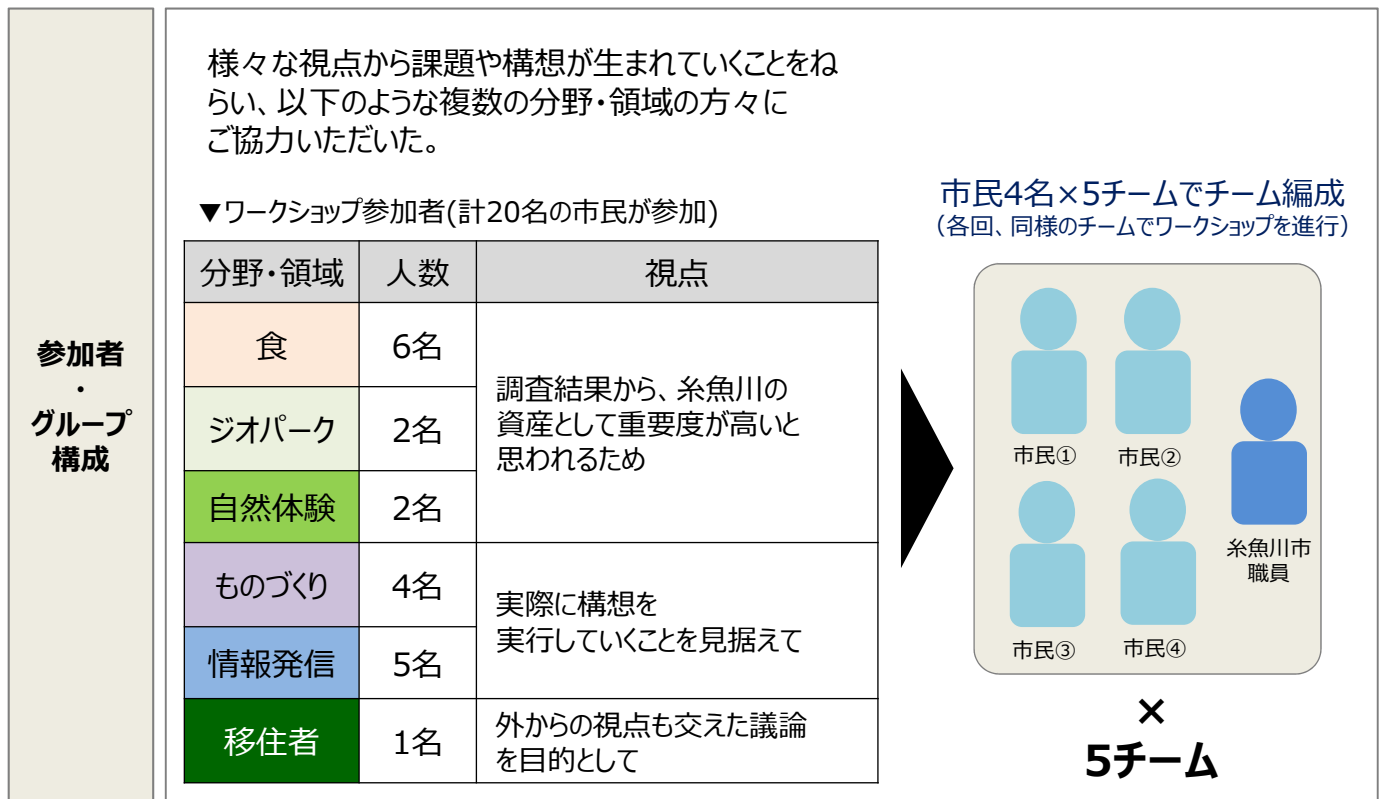 参加者
・
グループ
構成
様々な視点から課題や構想が生まれていくことをね
らい、以下のような複数の分野・領域の方々に
ご協力いただいた。
▼ワークショップ参加者(計20名の市民が参加)
分野・領域 人数 視点
食 6名
ジオパーク 2名
自然体験 2名
調査結果から、糸魚川の
資産として重要度が高いと
思われるため
ものづくり 4名
情報発信 5名
実際に構想を
実行していくことを見据えて
移住者 1名
外からの視点も交えた議論
を目的として
市民4名×5チームでチーム編成
（各回、同様のチームでワークショップを進行）
市民① 市民②
市民③ 市民④
糸魚川市
職員
×
5チーム